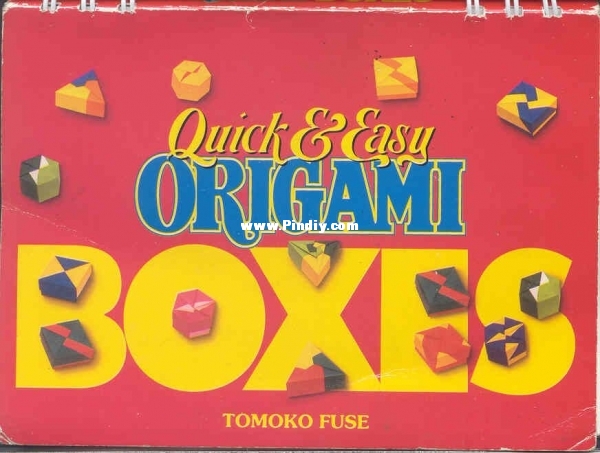 Quick & Easy
ORIGAMI
www.Pindiy.com
BOXES
TOMOKO FUSE